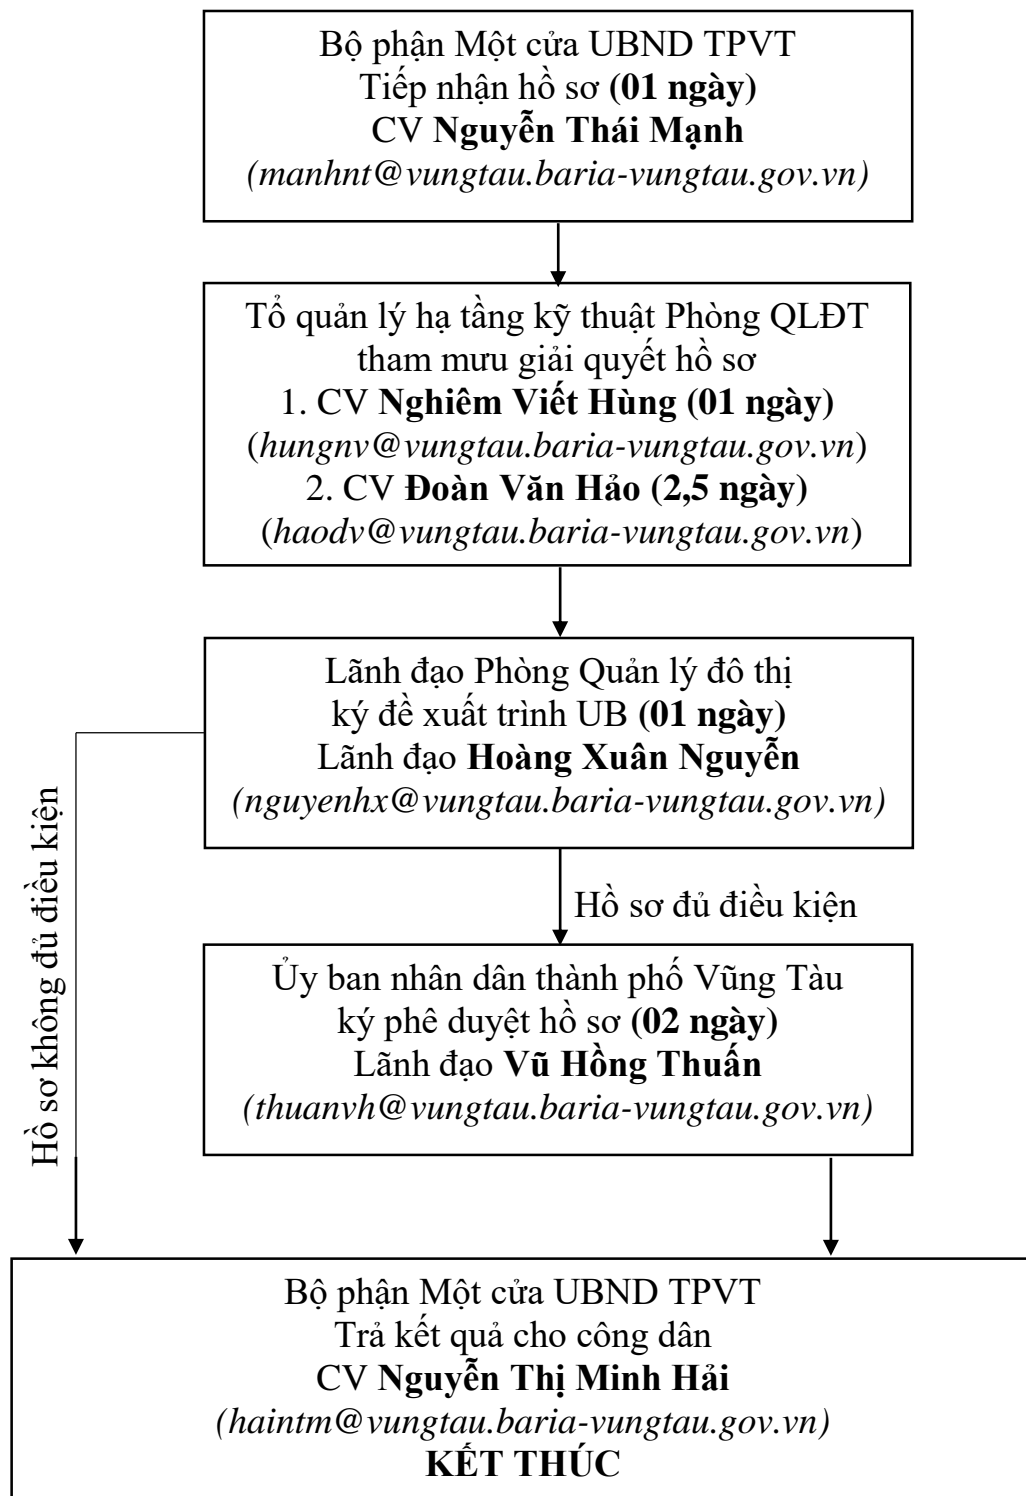 Bộ phận Một cửa UBND TPVT
Tiếp nhận hồ sơ (01 ngày)
CV Nguyễn Thái Mạnh
(manhnt@vungtau.baria-vungtau.gov.vn)
Tổ quản lý hạ tầng kỹ thuật Phòng QLĐT
tham mưu giải quyết hồ sơ
1. CV Nghiêm Viết Hùng (01 ngày)
(hungnv@vungtau.baria-vungtau.gov.vn)
2. CV Đoàn Văn Hảo (2,5 ngày)
(haodv@vungtau.baria-vungtau.gov.vn)
Lãnh đạo Phòng Quản lý đô thị
ký đề xuất trình UB (01 ngày)
Lãnh đạo Hoàng Xuân Nguyễn
(nguyenhx@vungtau.baria-vungtau.gov.vn)
Hồ sơ không đủ điều kiện
Hồ sơ đủ điều kiện
Ủy ban nhân dân thành phố Vũng Tàu
ký phê duyệt hồ sơ (02 ngày)
Lãnh đạo Vũ Hồng Thuấn
(thuanvh@vungtau.baria-vungtau.gov.vn)
Bộ phận Một cửa UBND TPVT
Trả kết quả cho công dân
CV Nguyễn Thị Minh Hải
(haintm@vungtau.baria-vungtau.gov.vn)
KẾT THÚC